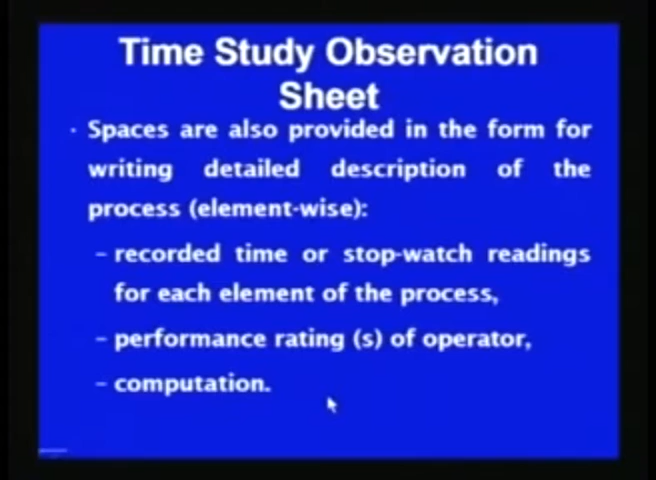 Time Study Observation
Sheet
· Spaces are also provided in the form for
writing detailed description of the
process (element-wise):
– recorded time or stop-watch readings
for each element of the process,
– performance rating (s) of operator,
– computation.